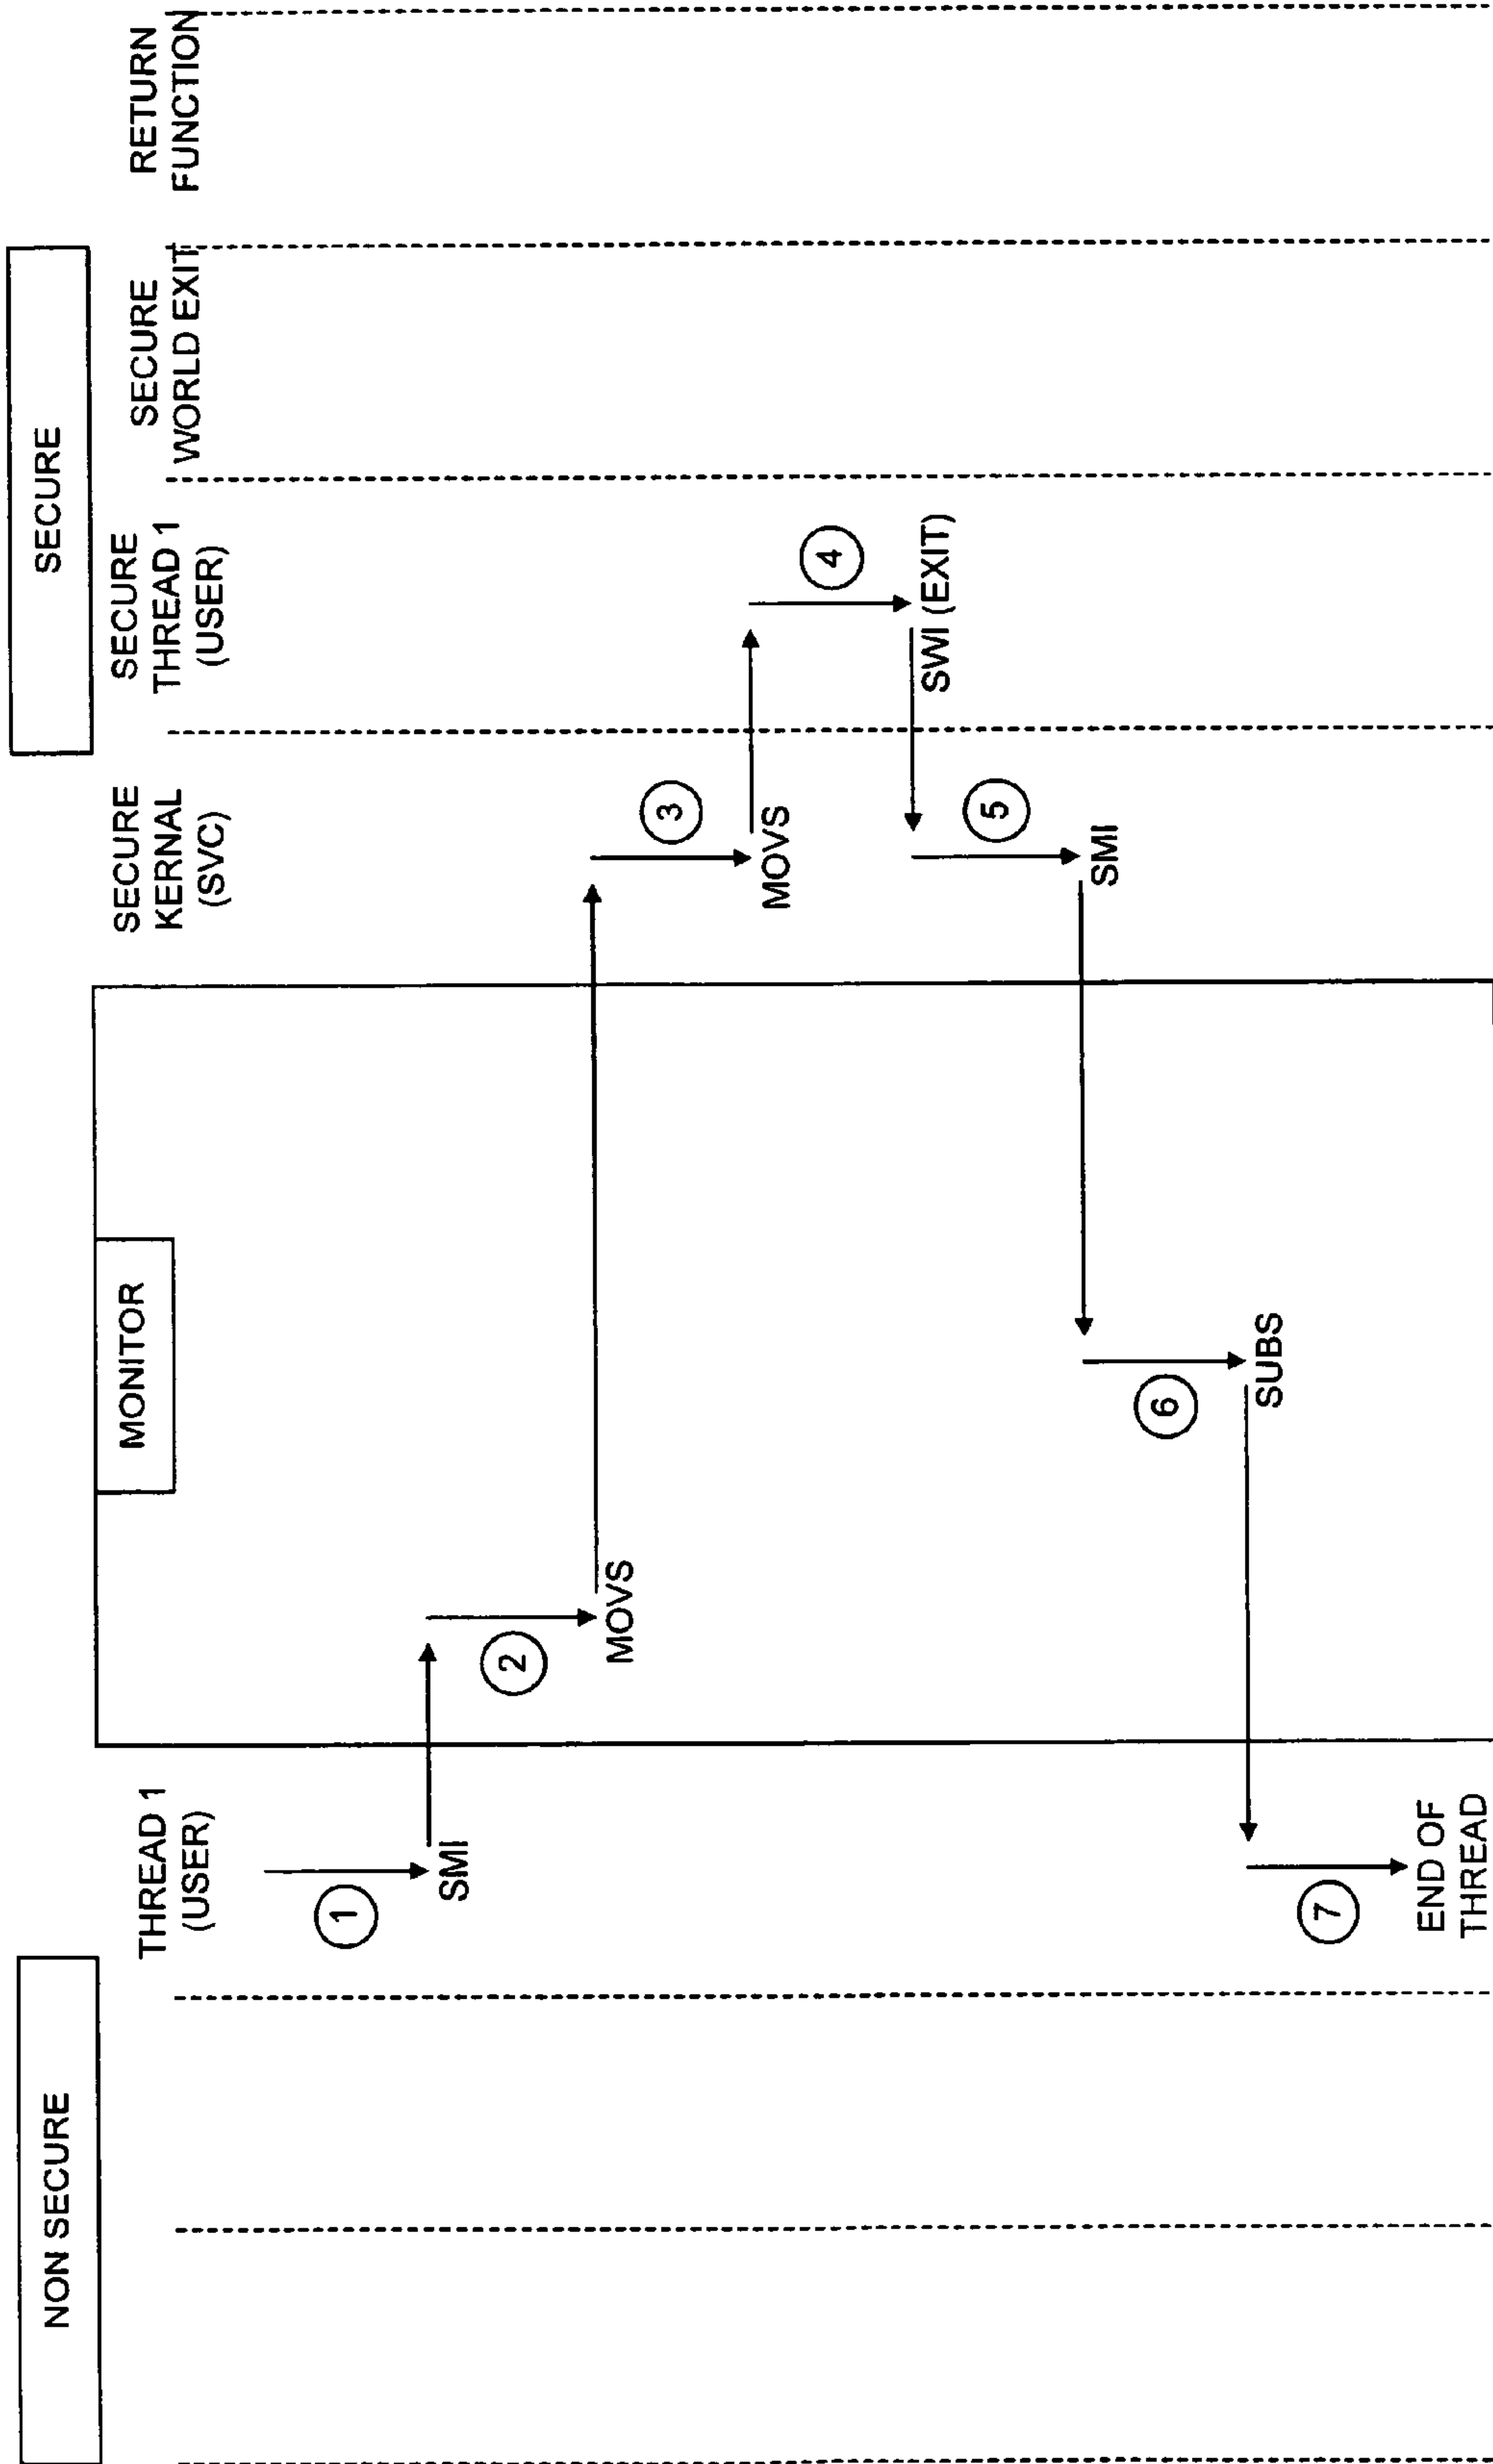 NON SECURE
SECURE
MONITOR
THREAD 1
(USER)
SECURE
KERNAL
(SVC)
SECURE
THREAD 1
(USER)
SECURE
WORLD EXIT
RETURN
FUNCTION
1
SMI
2
MOVS
3
MOVS
4
SWI (EXIT)
5
SMI
6
SUBS
7
END OF
THREAD